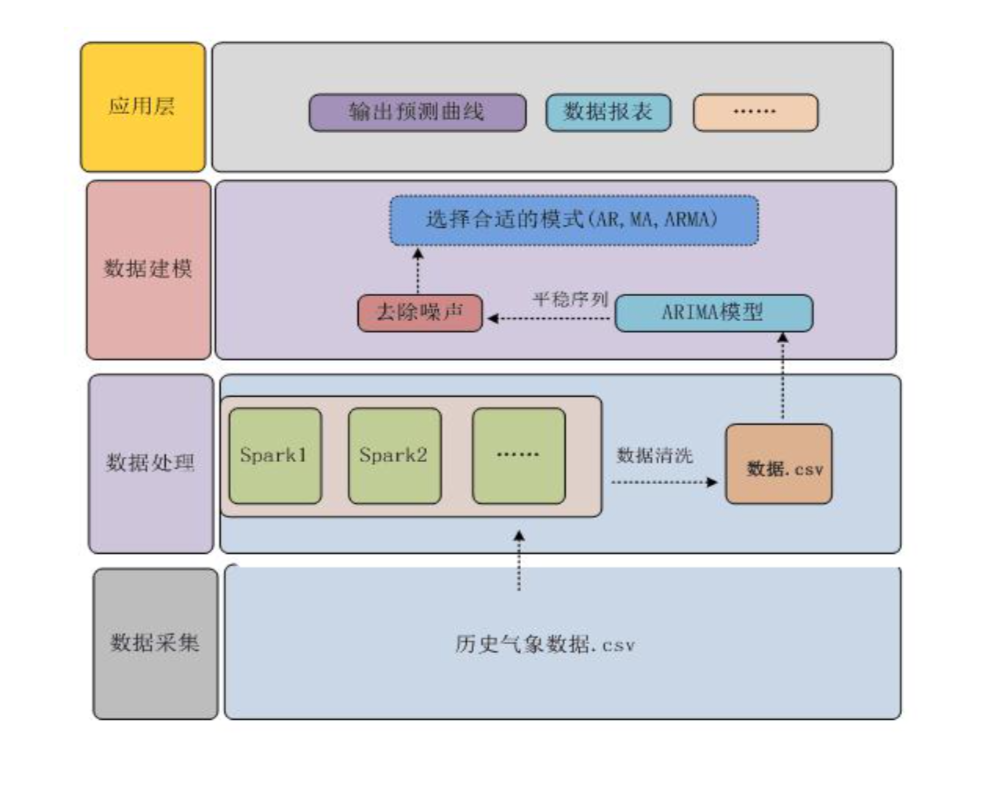 应用层
输出预测曲线
数据报表
……
数据建模
选择合适的模式(AR,MA,ARMA)
去除噪声
平稳序列
ARIMA模型
数据处理
Spark1
Spark2
……
数据清洗
数据.csv
数据采集
历史气象数据.csv